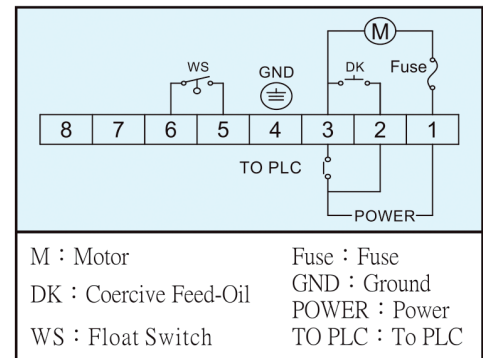 M
WS
GND
DK
Fuse
8 7 6 5 4 3 2 1
TO PLC
POWER
M：Motor
DK：Coercive Feed-Oil
WS：Float Switch
Fuse：Fuse
GND：Ground
POWER：Power
TO PLC：To PLC